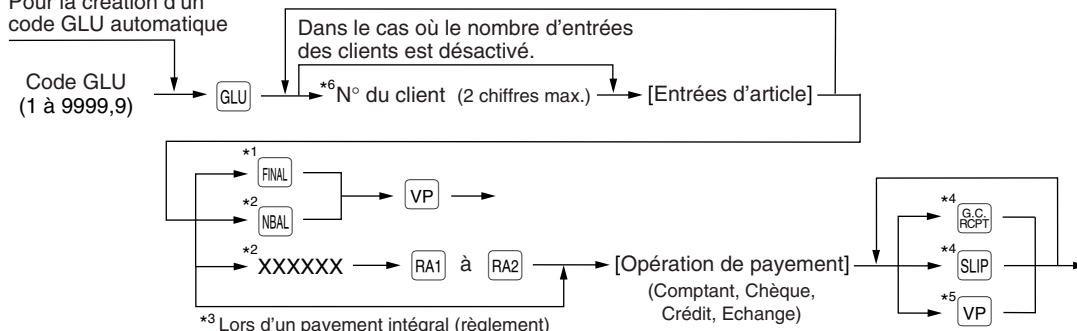 Pour la création d'un
code GLU automatique
Dans le cas où le nombre d'entrées
des clients est désactivé.
Code GLU
(1 à 9999,9)
GLU
*6N° du client (2 chiffres max.)
[Entrées d'article]
*1
FINAL
*2
NBAL
VP
*2XXXXXX
RA1 à RA2
[Opération de payement]
(Comptant, Chèque,
Crédit, Echange)
*4
G.C.
RCPT
*4
SLIP
*5
VP
*3 Lors d'un payement intégral (règlement)